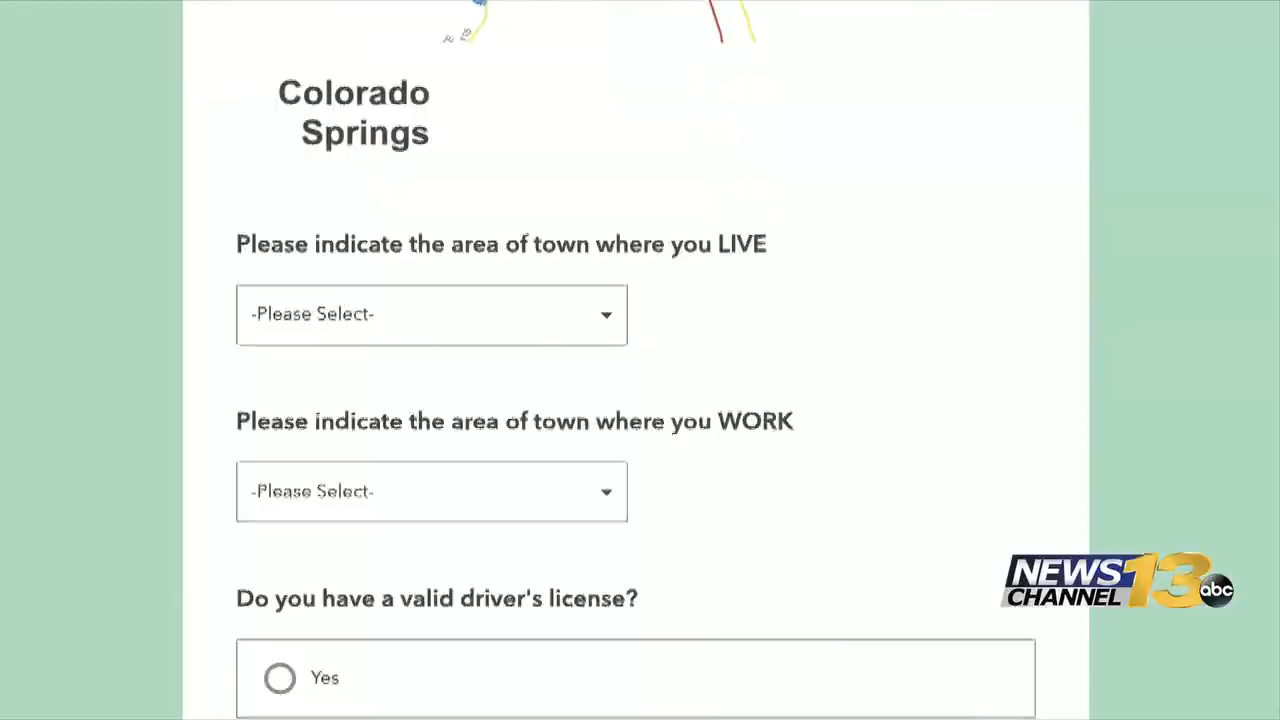 Colorado
Springs
Please indicate the area of town where you LIVE
-Please Select-
Please indicate the area of town where you WORK
-Please Select-
Do you have a valid driver's license?
Yes
NEWS
CHANNEL 13 abc